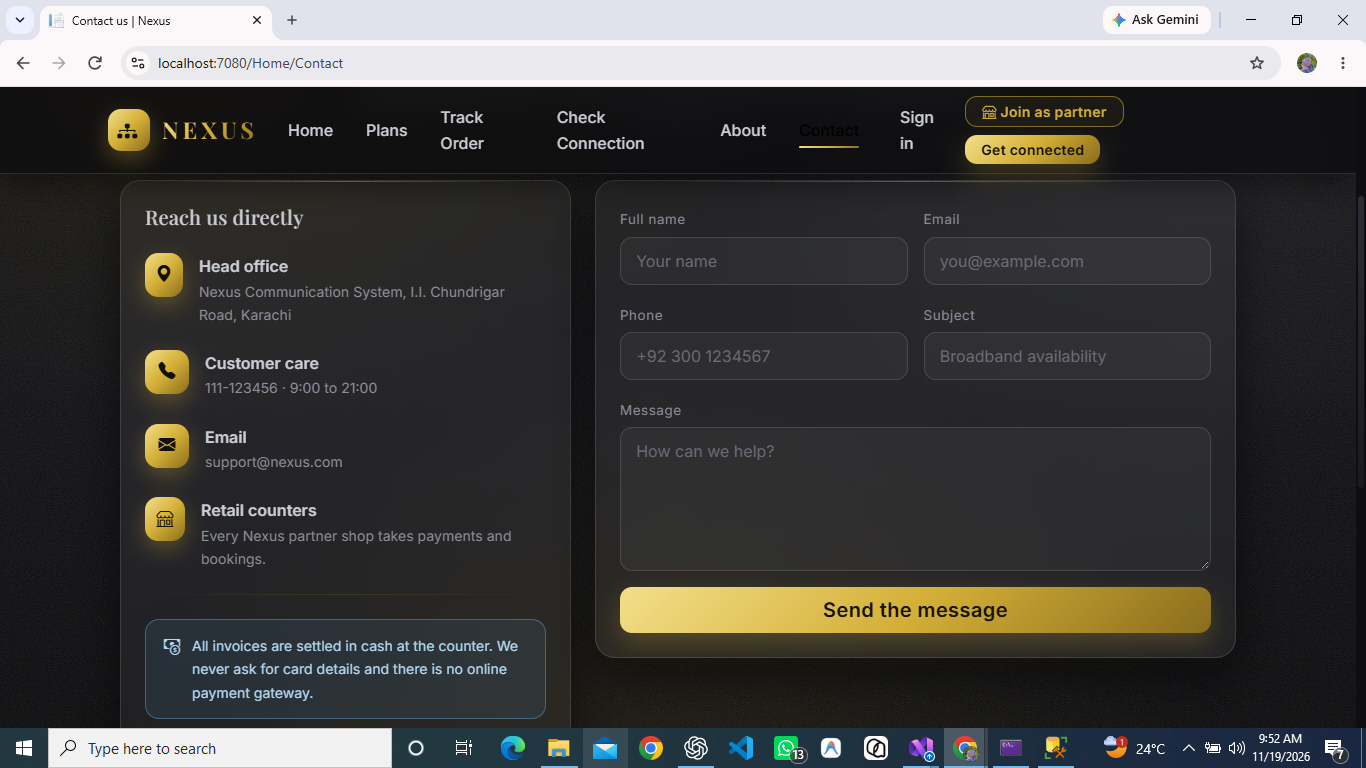 Contact us | Nexus
Ask Gemini
localhost:7080/Home/Contact
NEXUS
Home
Plans
Track
Order
Check
Connection
About
Contact
Sign
in
Join as partner
Get connected
Reach us directly
Head office
Nexus Communication System, I.I. Chundrigar
Road, Karachi
Customer care
111-123456 · 9:00 to 21:00
Email
support@nexus.com
Retail counters
Every Nexus partner shop takes payments and
bookings.
All invoices are settled in cash at the counter. We
never ask for card details and there is no online
payment gateway.
Full name
Your name
Email
you@example.com
Phone
+92 300 1234567
Subject
Broadband availability
Message
How can we help?
Send the message
Type here to search
13
1
24°C
9:52 AM
11/19/2026
7